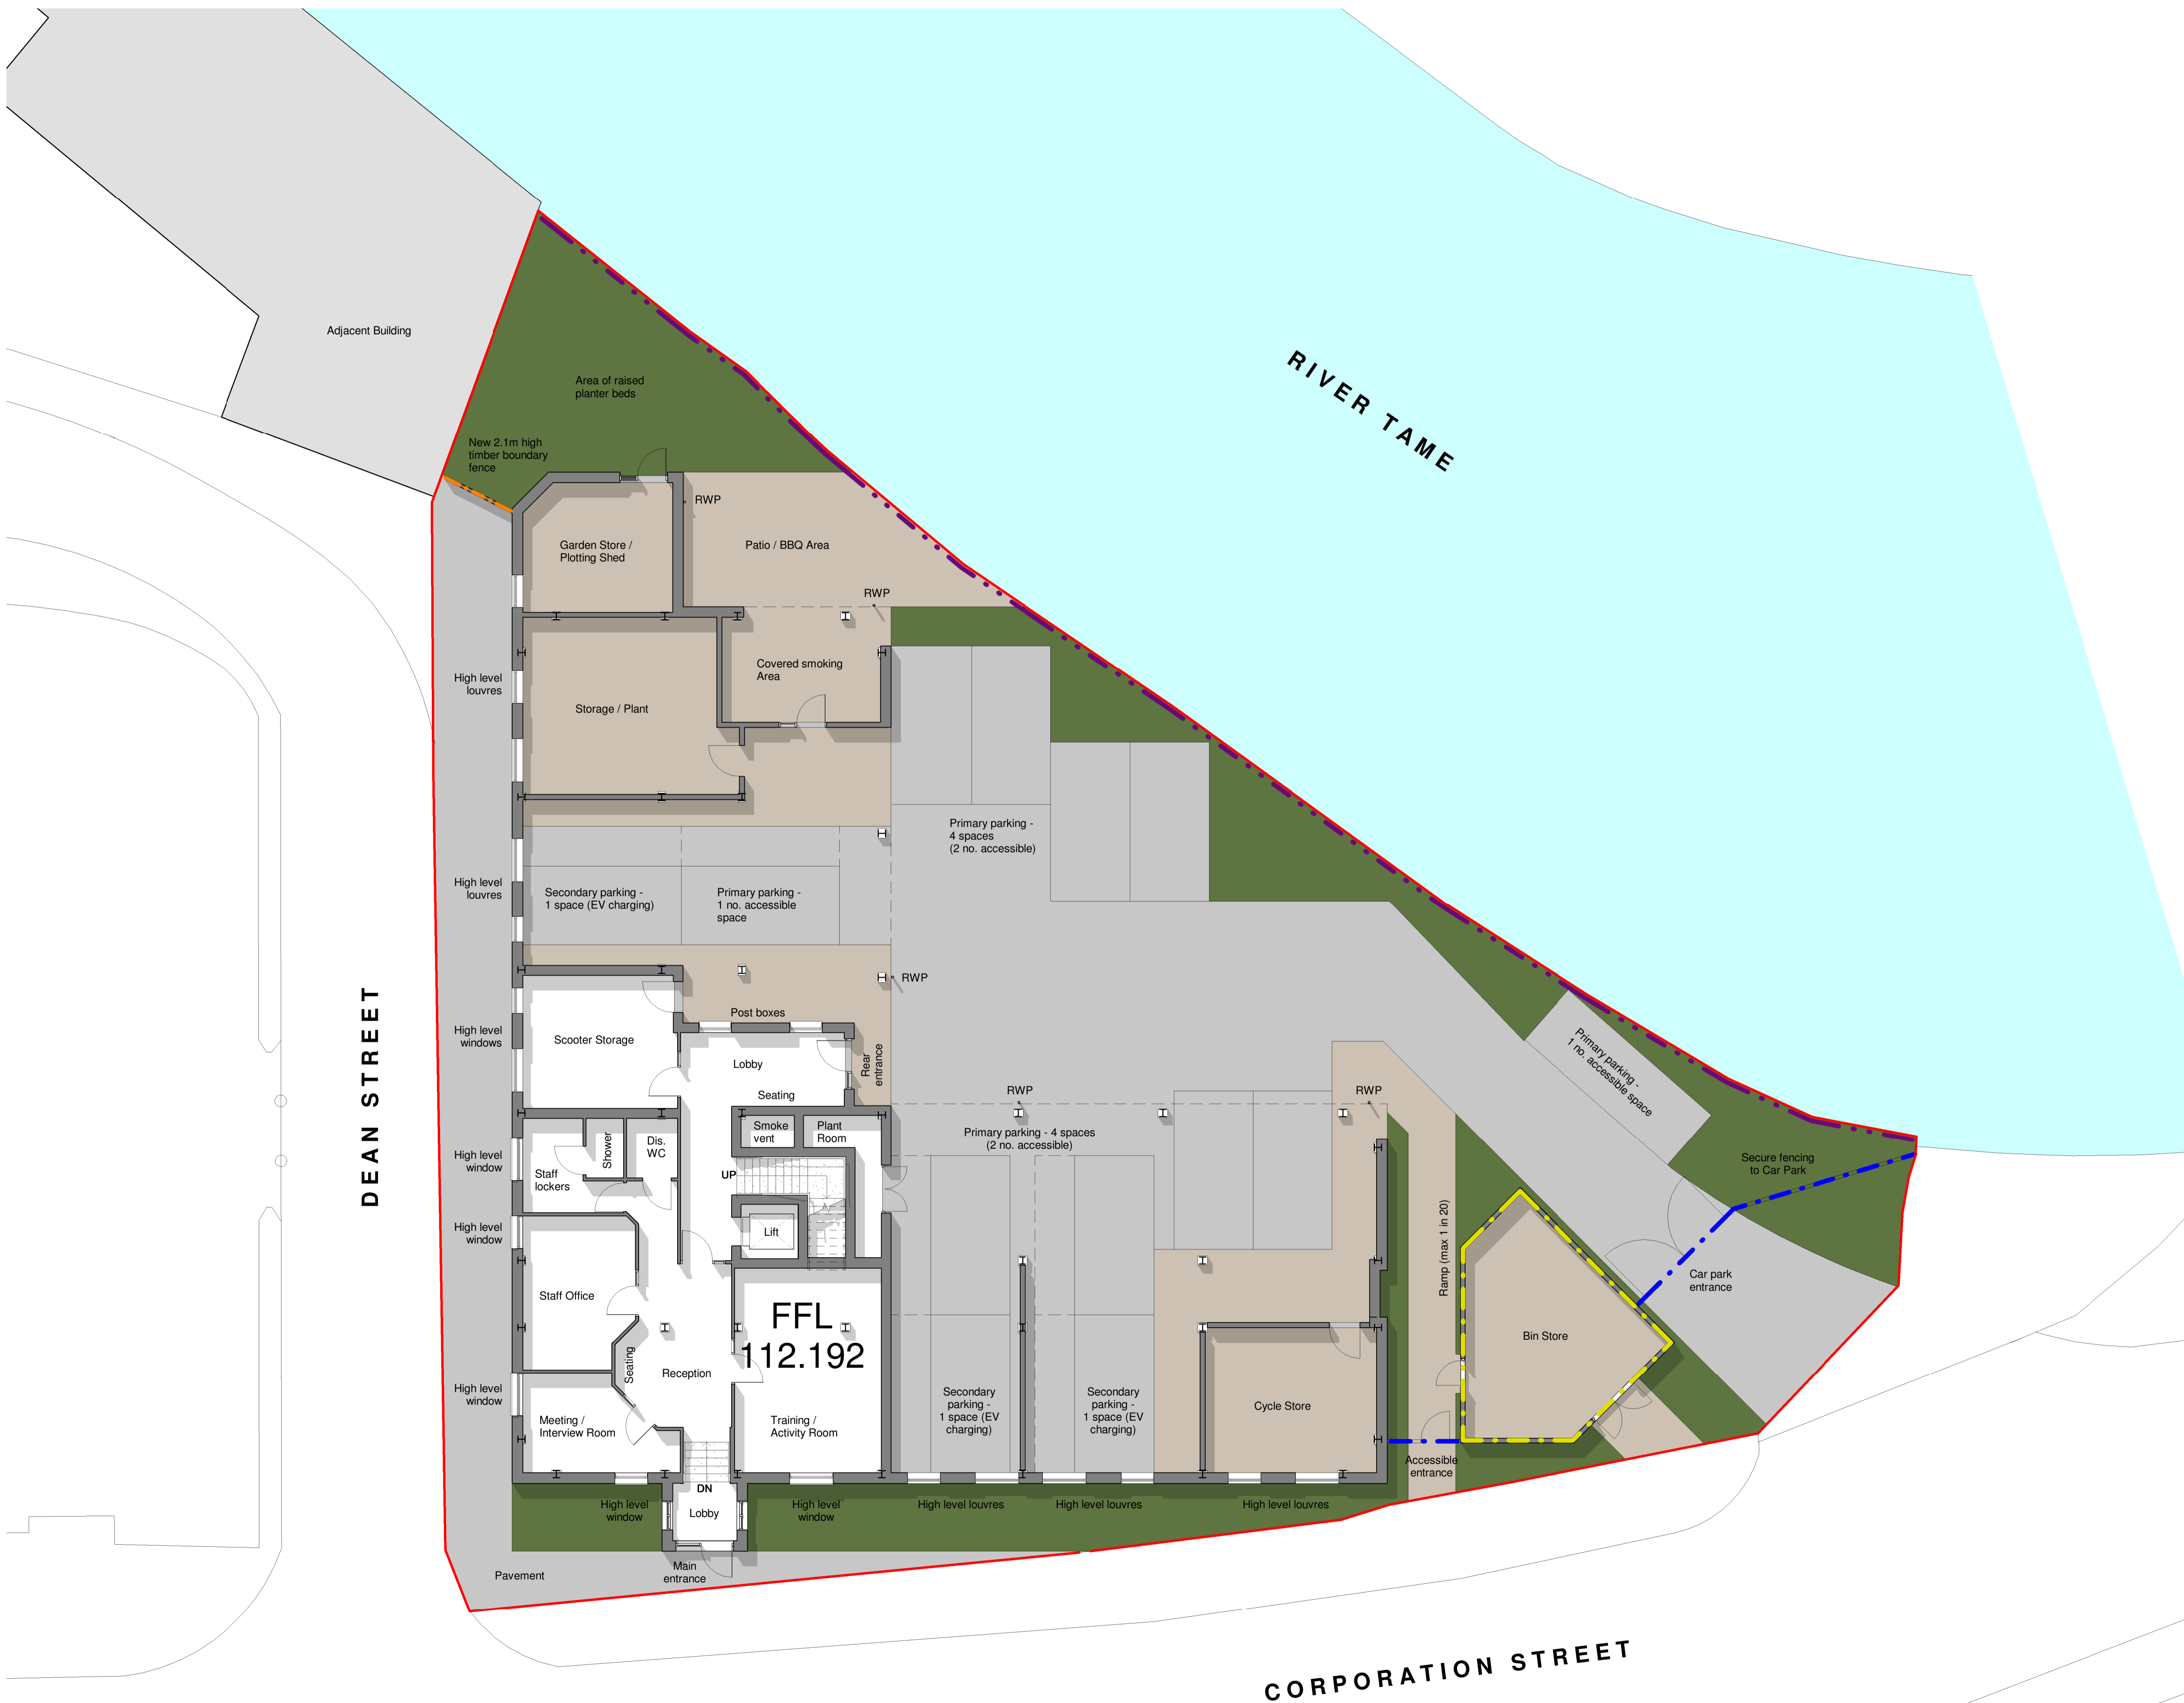 Adjacent Building
RIVER TAME
Area of raised
planter beds
New 2.1m high
timber boundary
fence
RWP
Garden Store /
Plotting Shed
Patio / BBQ Area
RWP
High level
louvres
Covered smoking
Area
Storage / Plant
Primary parking -
4 spaces
(2 no. accessible)
High level
louvres
Secondary parking -
1 space (EV charging)
Primary parking -
1 no. accessible
space
RWP
Post boxes
High level
windows
Scooter Storage
Lobby
Seating
Rear
entrance
DEAN STREET
RWP
RWP
Primary parking -
1 no. accessible space
Smoke
vent
Plant
Room
Primary parking - 4 spaces
(2 no. accessible)
High level
window
Staff
lockers
Shower
Dis.
WC
UP
Secure fencing
to Car Park
High level
window
Lift
Ramp (max 1 in 20)
Car park
entrance
Staff Office
FFL
112.192
Bin Store
Seating
Reception
High level
window
Meeting /
Interview Room
Training /
Activity Room
Secondary
parking -
1 space (EV
charging)
Secondary
parking -
1 space (EV
charging)
Cycle Store
Accessible
entrance
DN
Lobby
High level
window
High level
window
High level louvres
High level louvres
High level louvres
Main
entrance
Pavement
CORPORATION STREET